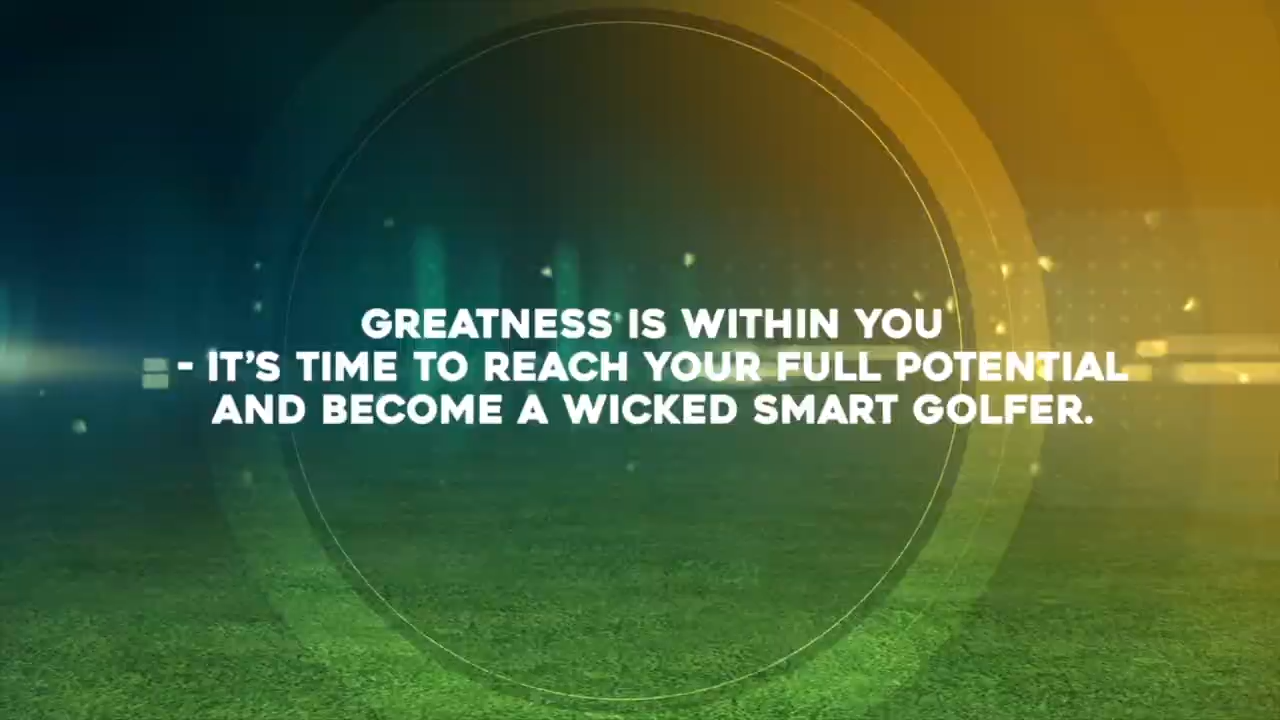 GREATNESS IS WITHIN YOU
- IT'S TIME TO REACH YOUR FULL POTENTIAL
AND BECOME A WICKED SMART GOLFER.